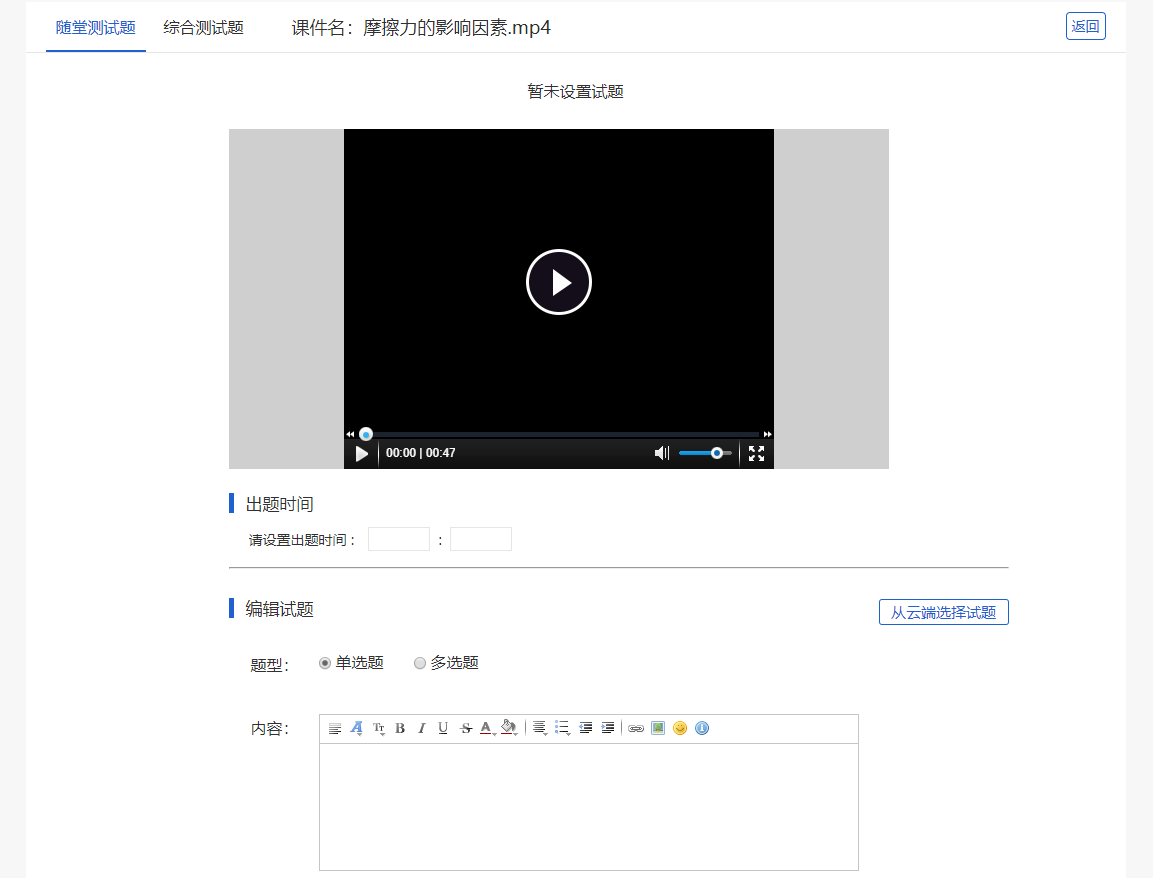 随堂测试题 综合测试题 课件名：摩擦力的影响因素.mp4 返回
暂未设置试题
00:00 | 00:47
出题时间
请设置出题时间： :
编辑试题 从云端选择试题
题型： 单选题 多选题
内容：